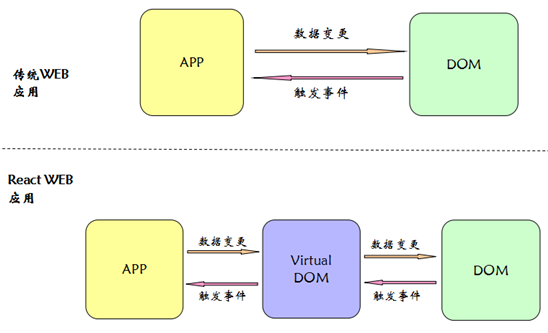 数据变更
APP
DOM
传统WEB
应用
触发事件
React WEB
应用
数据变更
数据变更
APP
Virtual
DOM
DOM
触发事件
触发事件